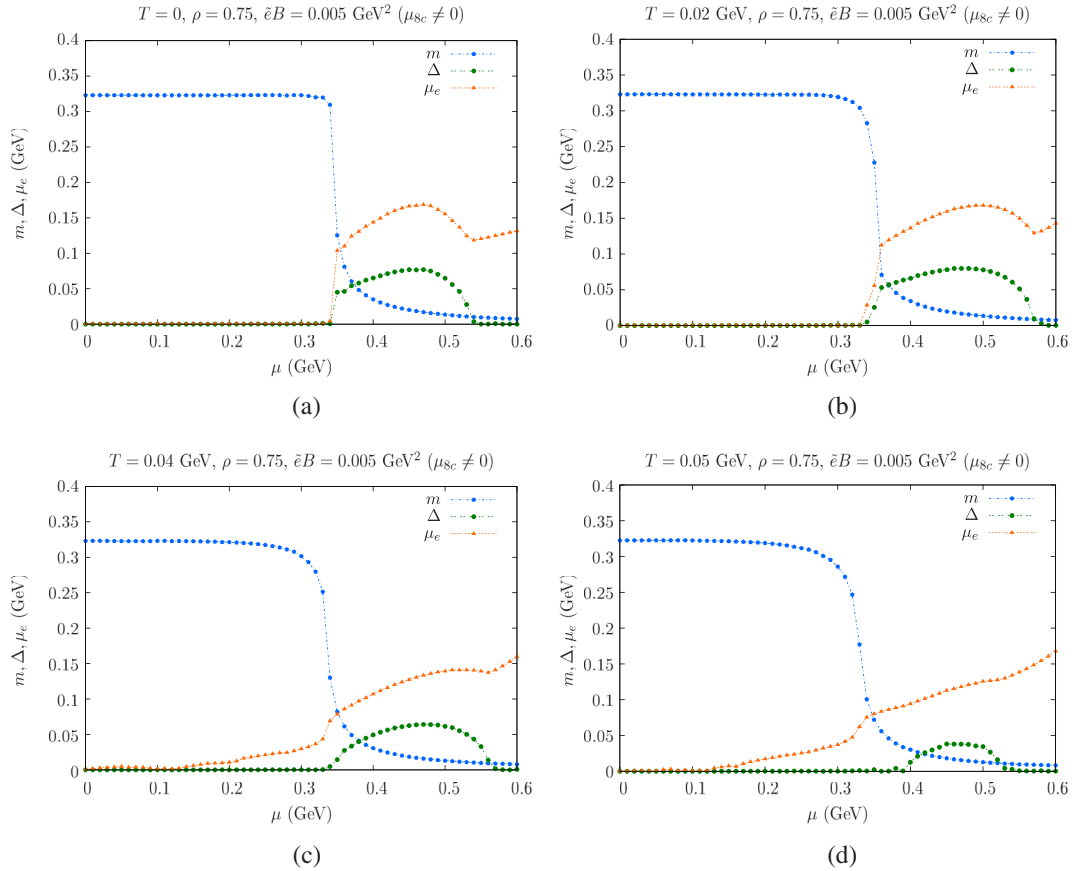 T = 0, ρ = 0.75, ẽB = 0.005 GeV² (μ₈c ≠ 0)
0.4
0.35
0.3
0.25
0.2
0.15
0.1
0.05
0
m
Δ
μₑ
m, Δ, μₑ (GeV)
0 0.1 0.2 0.3 0.4 0.5 0.6
μ (GeV)
(a)
T = 0.02 GeV, ρ = 0.75, ẽB = 0.005 GeV² (μ₈c ≠ 0)
0.4
0.35
0.3
0.25
0.2
0.15
0.1
0.05
0
m
Δ
μₑ
m, Δ, μₑ (GeV)
0 0.1 0.2 0.3 0.4 0.5 0.6
μ (GeV)
(b)
T = 0.04 GeV, ρ = 0.75, ẽB = 0.005 GeV² (μ₈c ≠ 0)
0.4
0.35
0.3
0.25
0.2
0.15
0.1
0.05
0
m
Δ
μₑ
m, Δ, μₑ (GeV)
0 0.1 0.2 0.3 0.4 0.5 0.6
μ (GeV)
(c)
T = 0.05 GeV, ρ = 0.75, ẽB = 0.005 GeV² (μ₈c ≠ 0)
0.4
0.35
0.3
0.25
0.2
0.15
0.1
0.05
0
m
Δ
μₑ
m, Δ, μₑ (GeV)
0 0.1 0.2 0.3 0.4 0.5 0.6
μ (GeV)
(d)